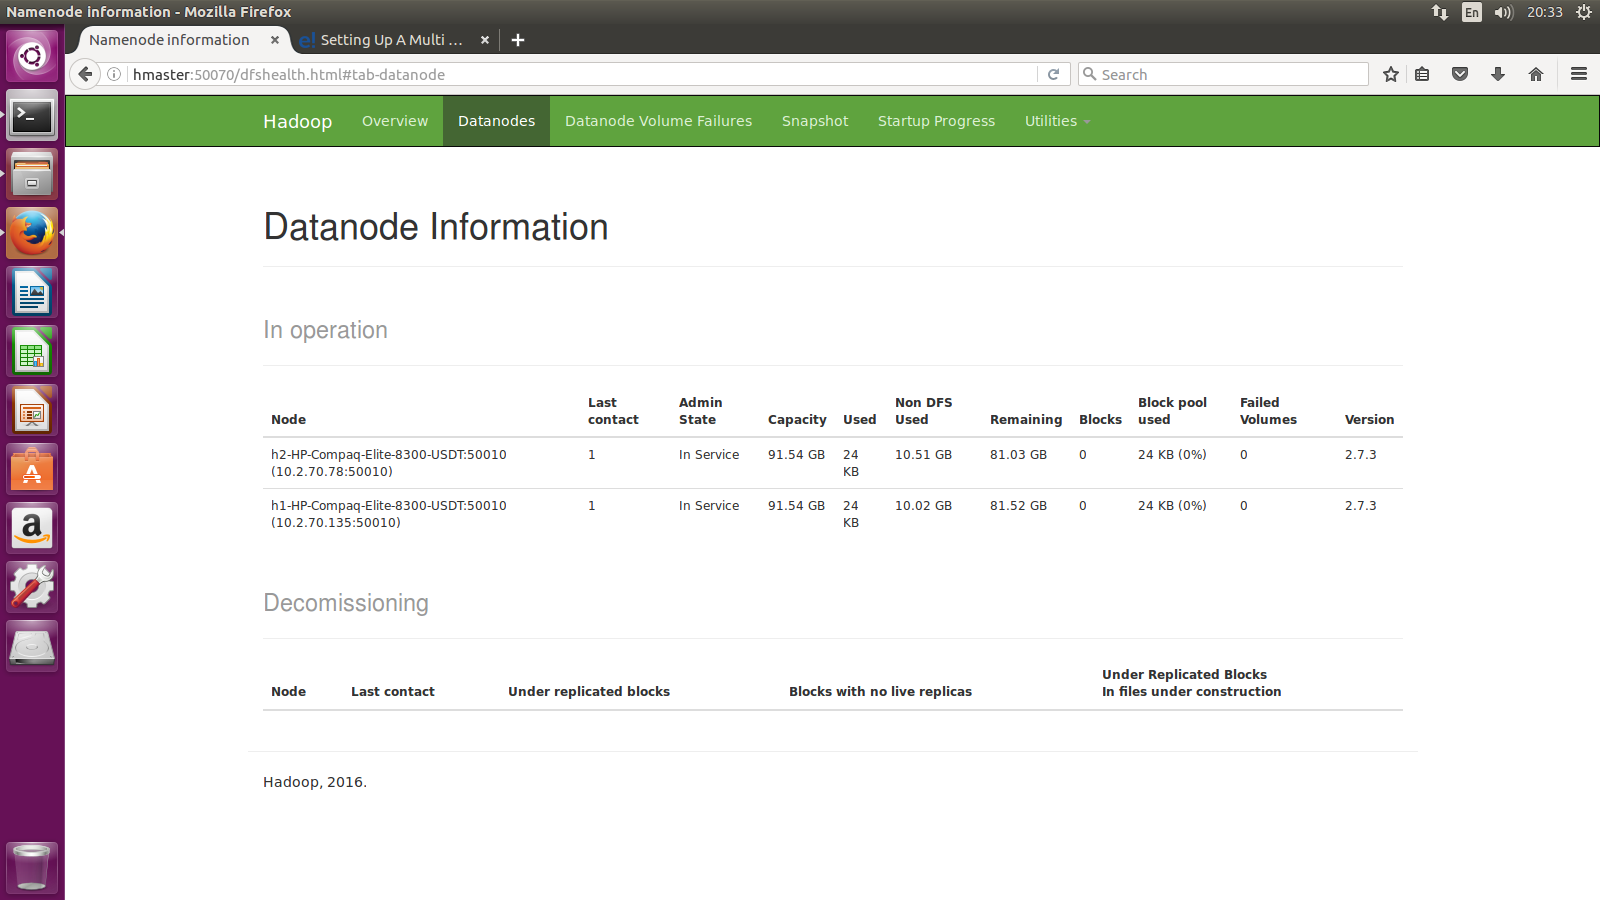 Namenode information - Mozilla Firefox
En
20:33
Namenode information
e! Setting Up A Multi ...
hmaster:50070/dfshealth.html#tab-datanode
Search
Hadoop Overview Datanodes Datanode Volume Failures Snapshot Startup Progress Utilities
Datanode Information
In operation
Node Last contact Admin State Capacity Used Non DFS Used Remaining Blocks Block pool used Failed Volumes Version
h2-HP-Compaq-Elite-8300-USDT:50010 1 In Service 91.54 GB 24 KB 10.51 GB 81.03 GB 0 24 KB (0%) 0 2.7.3
(10.2.70.78:50010)
h1-HP-Compaq-Elite-8300-USDT:50010 1 In Service 91.54 GB 24 KB 10.02 GB 81.52 GB 0 24 KB (0%) 0 2.7.3
(10.2.70.135:50010)
Decomissioning
Node Last contact Under replicated blocks Blocks with no live replicas Under Replicated Blocks
In files under construction
Hadoop, 2016.